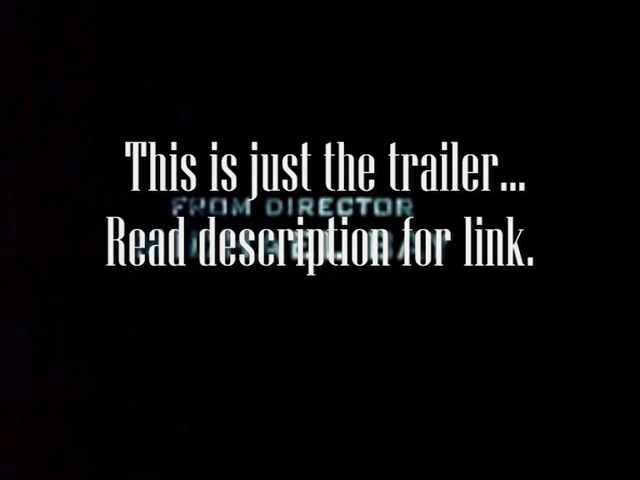 This is just the trailer...
FROM DIRECTOR
Read description for link.